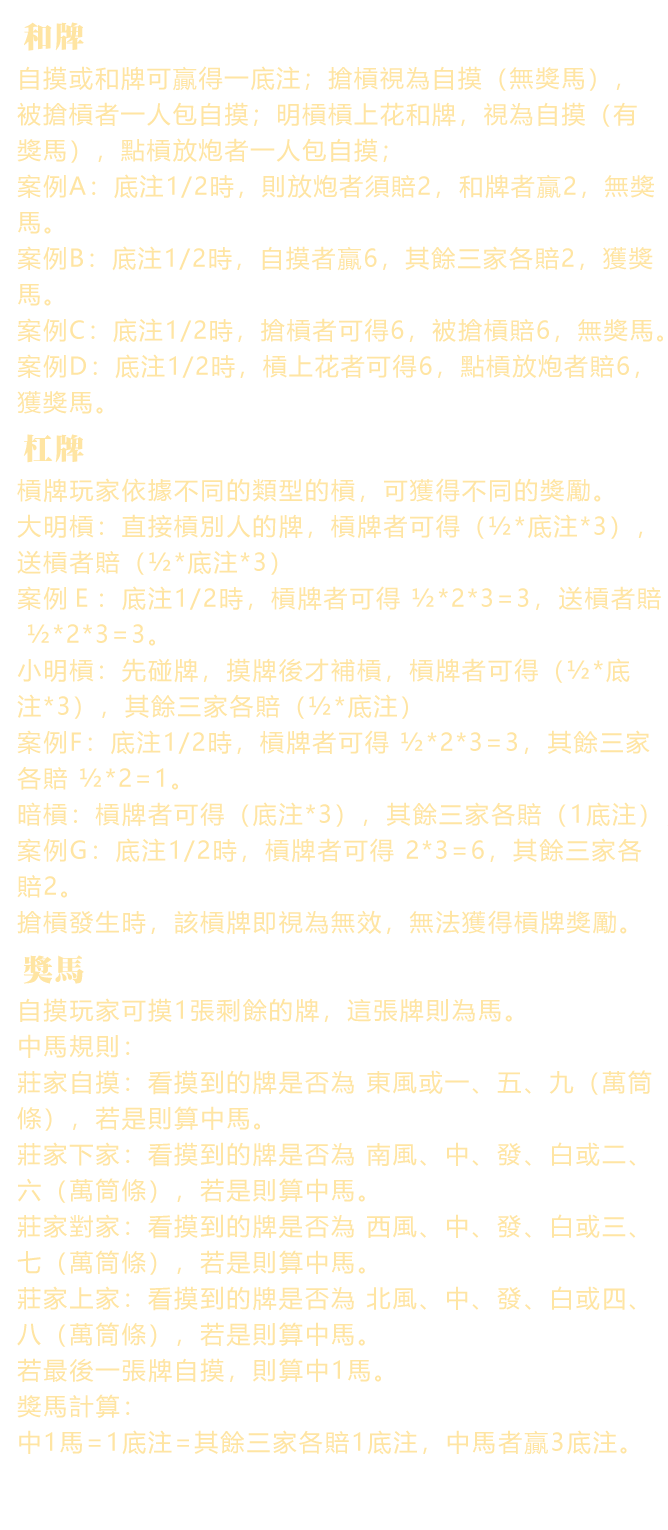 和牌
自摸或和牌可贏得一底注；搶槓視為自摸（無獎馬），
被搶槓者一人包自摸；明槓槓上花和牌，視為自摸（有
獎馬），點槓放炮者一人包自摸；
案例A：底注1/2時，則放炮者須賠2，和牌者贏2，無獎
馬。
案例B：底注1/2時，自摸者贏6，其餘三家各賠2，獲獎
馬。
案例C：底注1/2時，搶槓者可得6，被搶槓賠6，無獎馬。
案例D：底注1/2時，槓上花者可得6，點槓放炮者賠6，
獲獎馬。
杠牌
槓牌玩家依據不同的類型的槓，可獲得不同的獎勵。
大明槓：直接槓別人的牌，槓牌者可得（½*底注*3），
送槓者賠（½*底注*3）
案例 E ：底注1/2時，槓牌者可得 ½*2*3=3，送槓者賠
½*2*3=3。
小明槓：先碰牌，摸牌後才補槓，槓牌者可得（½*底
注*3），其餘三家各賠（½*底注）
案例F：底注1/2時，槓牌者可得 ½*2*3=3，其餘三家
各賠 ½*2=1。
暗槓：槓牌者可得（底注*3），其餘三家各賠（1底注）
案例G：底注1/2時，槓牌者可得 2*3=6，其餘三家各
賠2。
搶槓發生時，該槓牌即視為無效，無法獲得槓牌獎勵。
獎馬
自摸玩家可摸1張剩餘的牌，這張牌則為馬。
中馬規則：
莊家自摸：看摸到的牌是否為 東風或一、五、九（萬筒
條），若是則算中馬。
莊家下家：看摸到的牌是否為 南風、中、發、白或二、
六（萬筒條），若是則算中馬。
莊家對家：看摸到的牌是否為 西風、中、發、白或三、
七（萬筒條），若是則算中馬。
莊家上家：看摸到的牌是否為 北風、中、發、白或四、
八（萬筒條），若是則算中馬。
若最後一張牌自摸，則算中1馬。
獎馬計算：
中1馬=1底注=其餘三家各賠1底注，中馬者贏3底注。